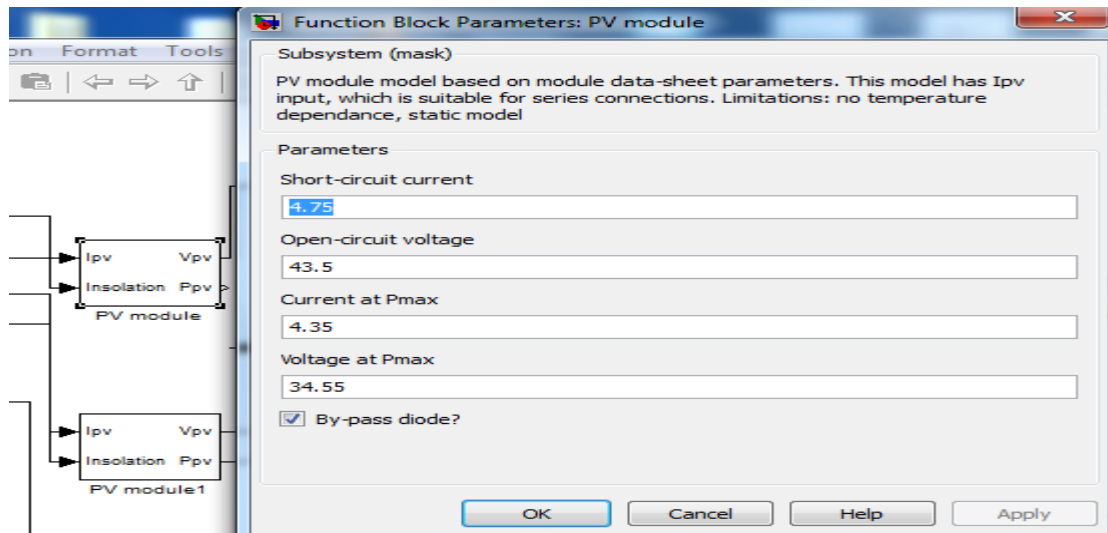 Function Block Parameters: PV module
on Format Tools
Subsystem (mask)
PV module model based on module data-sheet parameters. This model has Ipv
input, which is suitable for series connections. Limitations: no temperature
dependance, static model
Parameters
Short-circuit current
4.75
Open-circuit voltage
43.5
Current at Pmax
4.35
Voltage at Pmax
34.55
By-pass diode?
OK Cancel Help Apply
Ipv Vpv
Insolation Ppv
PV module
Ipv Vpv
Insolation Ppv
PV module1